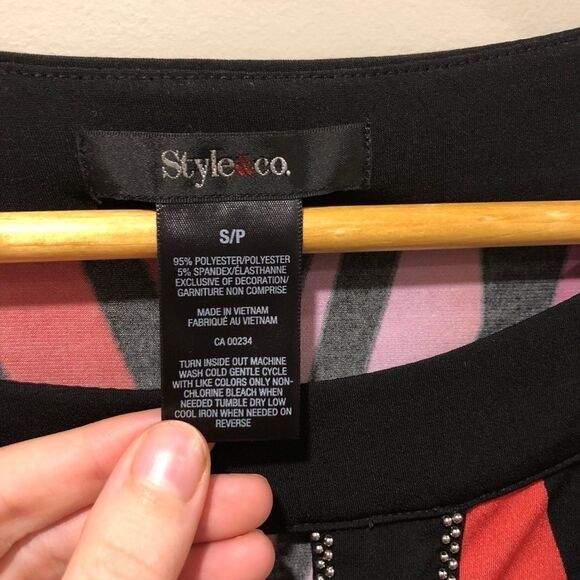 Style&co.
S/P
95% POLYESTER/POLYESTER
5% SPANDEX/ÉLASTHANNE
EXCLUSIVE OF DECORATION/
GARNITURE NON COMPRISE
MADE IN VIETNAM
FABRIQUÉ AU VIETNAM
CA 00234
TURN INSIDE OUT MACHINE
WASH COLD GENTLE CYCLE
WITH LIKE COLORS ONLY NON-
CHLORINE BLEACH WHEN
NEEDED TUMBLE DRY LOW
COOL IRON WHEN NEEDED ON
REVERSE